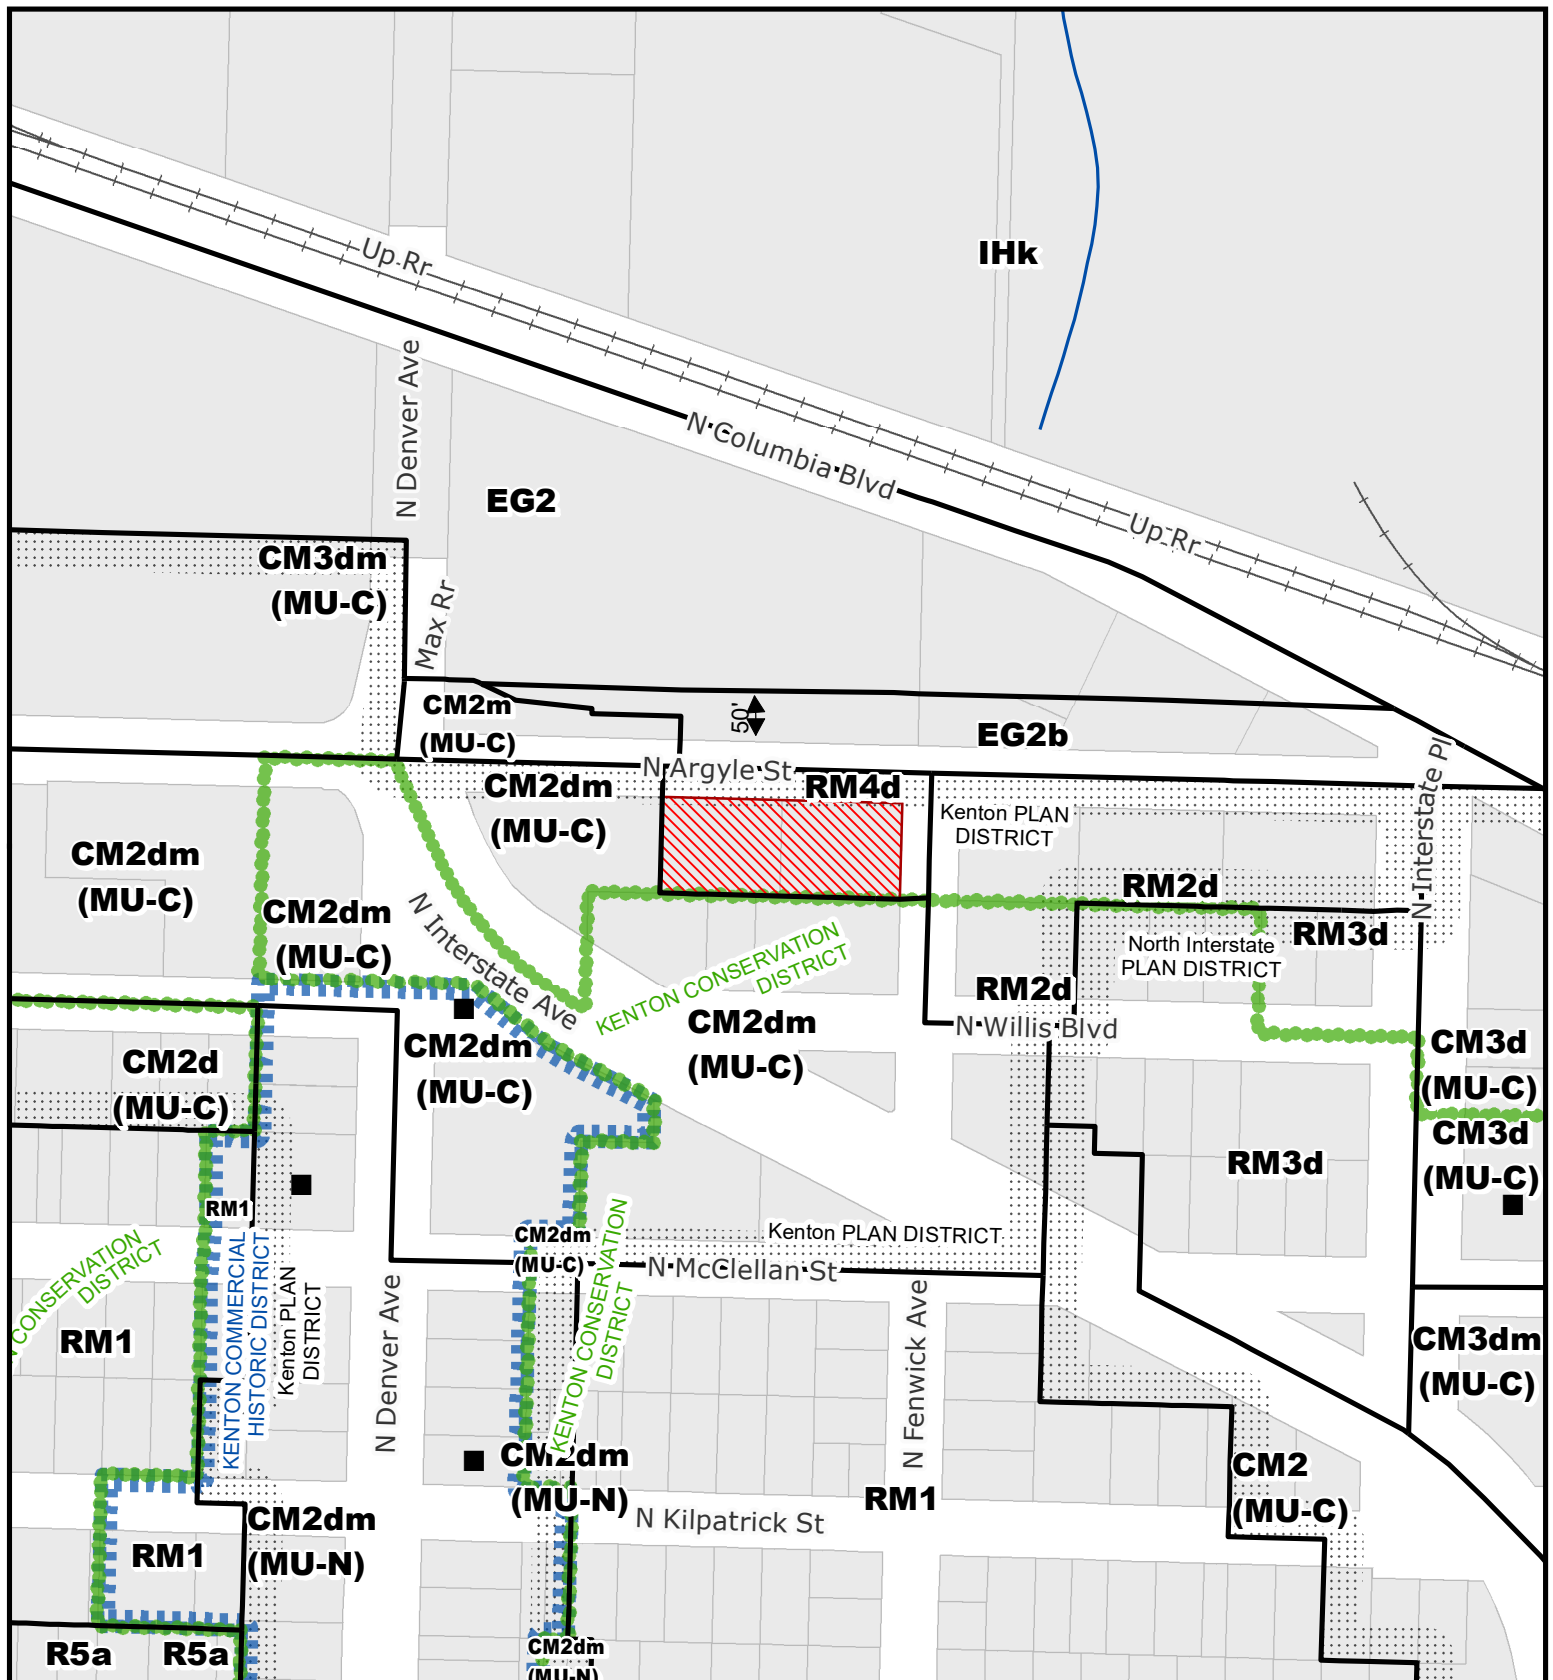 Up Rr
IHk
N Denver Ave
N Columbia Blvd
EG2
Up Rr
CM3dm
(MU-C)
Max Rr
CM2m
(MU-C)
50'
EG2b
N Interstate Pl
N Argyle St
CM2dm
(MU-C)
RM4d
Kenton PLAN
DISTRICT
CM2dm
(MU-C)
RM2d
CM2dm
(MU-C)
N Interstate Ave
KENTON CONSERVATION
DISTRICT
RM3d
North Interstate
PLAN DISTRICT
RM2d
CM2dm
(MU-C)
N Willis Blvd
CM2dm
(MU-C)
CM3d
(MU-C)
CM2d
(MU-C)
CM3d
(MU-C)
RM3d
RM1
CONSERVATION
DISTRICT
KENTON COMMERCIAL
HISTORIC DISTRICT
Kenton PLAN
DISTRICT
CM2dm
(MU-C)
KENTON CONSERVATION
DISTRICT
Kenton PLAN DISTRICT
N McClellan St
N Denver Ave
N Fenwick Ave
RM1
CM3dm
(MU-C)
CM2dm
(MU-N)
RM1
CM2
(MU-C)
N Kilpatrick St
CM2dm
(MU-N)
RM1
R5a
R5a
CM2dm
(MU-N)